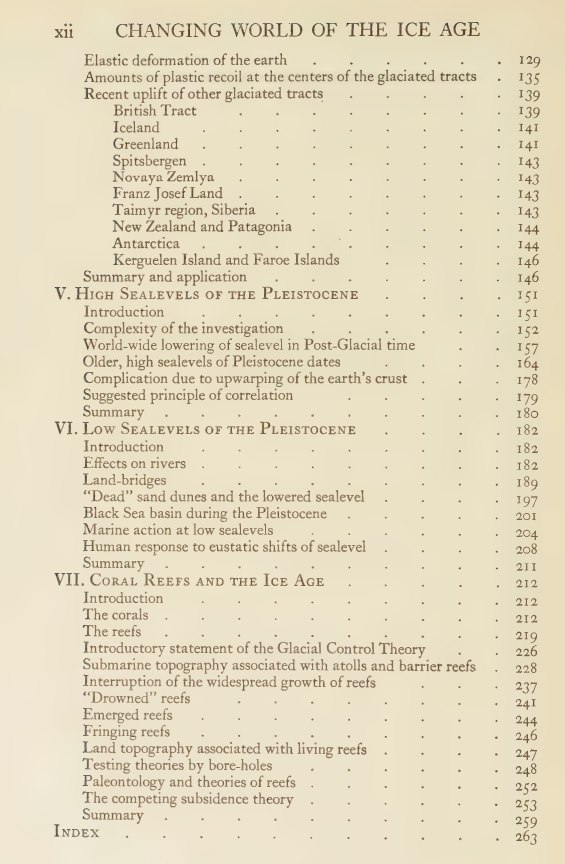 xii CHANGING WORLD OF THE ICE AGE
Elastic deformation of the earth . . . . . . 129
Amounts of plastic recoil at the centers of the glaciated tracts . 135
Recent uplift of other glaciated tracts . . . . . 139
British Tract . . . . . . 139
Iceland . . . . . . . 141
Greenland . . . . . . . 141
Spitsbergen . . . . . . . 143
Novaya Zemlya . . . . . . 143
Franz Josef Land . . . . . . 143
Taimyr region, Siberia . . . . . 143
New Zealand and Patagonia . . . . . 144
Antarctica . . . . . . . 144
Kerguelen Island and Faroe Islands . . . . 146
Summary and application . . . . . . 146
V. HIGH SEALEVELS OF THE PLEISTOCENE . . . . 151
Introduction . . . . . . . 151
Complexity of the investigation . . . . . 152
World-wide lowering of sealevel in Post-Glacial time . . 157
Older, high sealevels of Pleistocene dates . . . . 164
Complication due to upwarping of the earth's crust . . . 178
Suggested principle of correlation . . . . . 179
Summary . . . . . . . . 180
VI. LOW SEALEVELS OF THE PLEISTOCENE . . . . 182
Introduction . . . . . . . 182
Effects on rivers . . . . . . . 182
Land-bridges . . . . . . . 189
"Dead" sand dunes and the lowered sealevel . . . . 197
Black Sea basin during the Pleistocene . . . . 201
Marine action at low sealevels . . . . . 204
Human response to eustatic shifts of sealevel . . . . 208
Summary . . . . . . . . 211
VII. CORAL REEFS AND THE ICE AGE . . . . . 212
Introduction . . . . . . . 212
The corals . . . . . . . . 212
The reefs . . . . . . . . 219
Introductory statement of the Glacial Control Theory . . 226
Submarine topography associated with atolls and barrier reefs . 228
Interruption of the widespread growth of reefs . . . 237
"Drowned" reefs . . . . . . 241
Emerged reefs . . . . . . . 244
Fringing reefs . . . . . . . 246
Land topography associated with living reefs . . . . 247
Testing theories by bore-holes . . . . . 248
Paleontology and theories of reefs . . . . . 252
The competing subsidence theory . . . . . 253
Summary . . . . . . . . 259
INDEX . . . . . . . . . 263